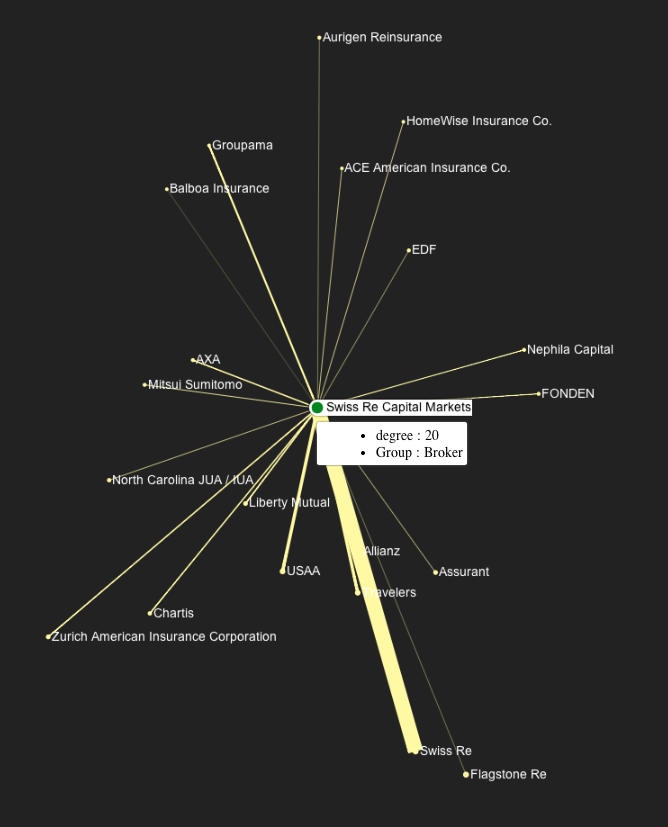 Aurigen Reinsurance
HomeWise Insurance Co.
Groupama
ACE American Insurance Co.
Balboa Insurance
EDF
Nephila Capital
AXA
Mitsui Sumitomo
FONDEN
Swiss Re Capital Markets
degree : 20
Group : Broker
North Carolina JUA / IUA
Liberty Mutual
Allianz
USAA
Assurant
Travelers
Chartis
Zurich American Insurance Corporation
Swiss Re
Flagstone Re